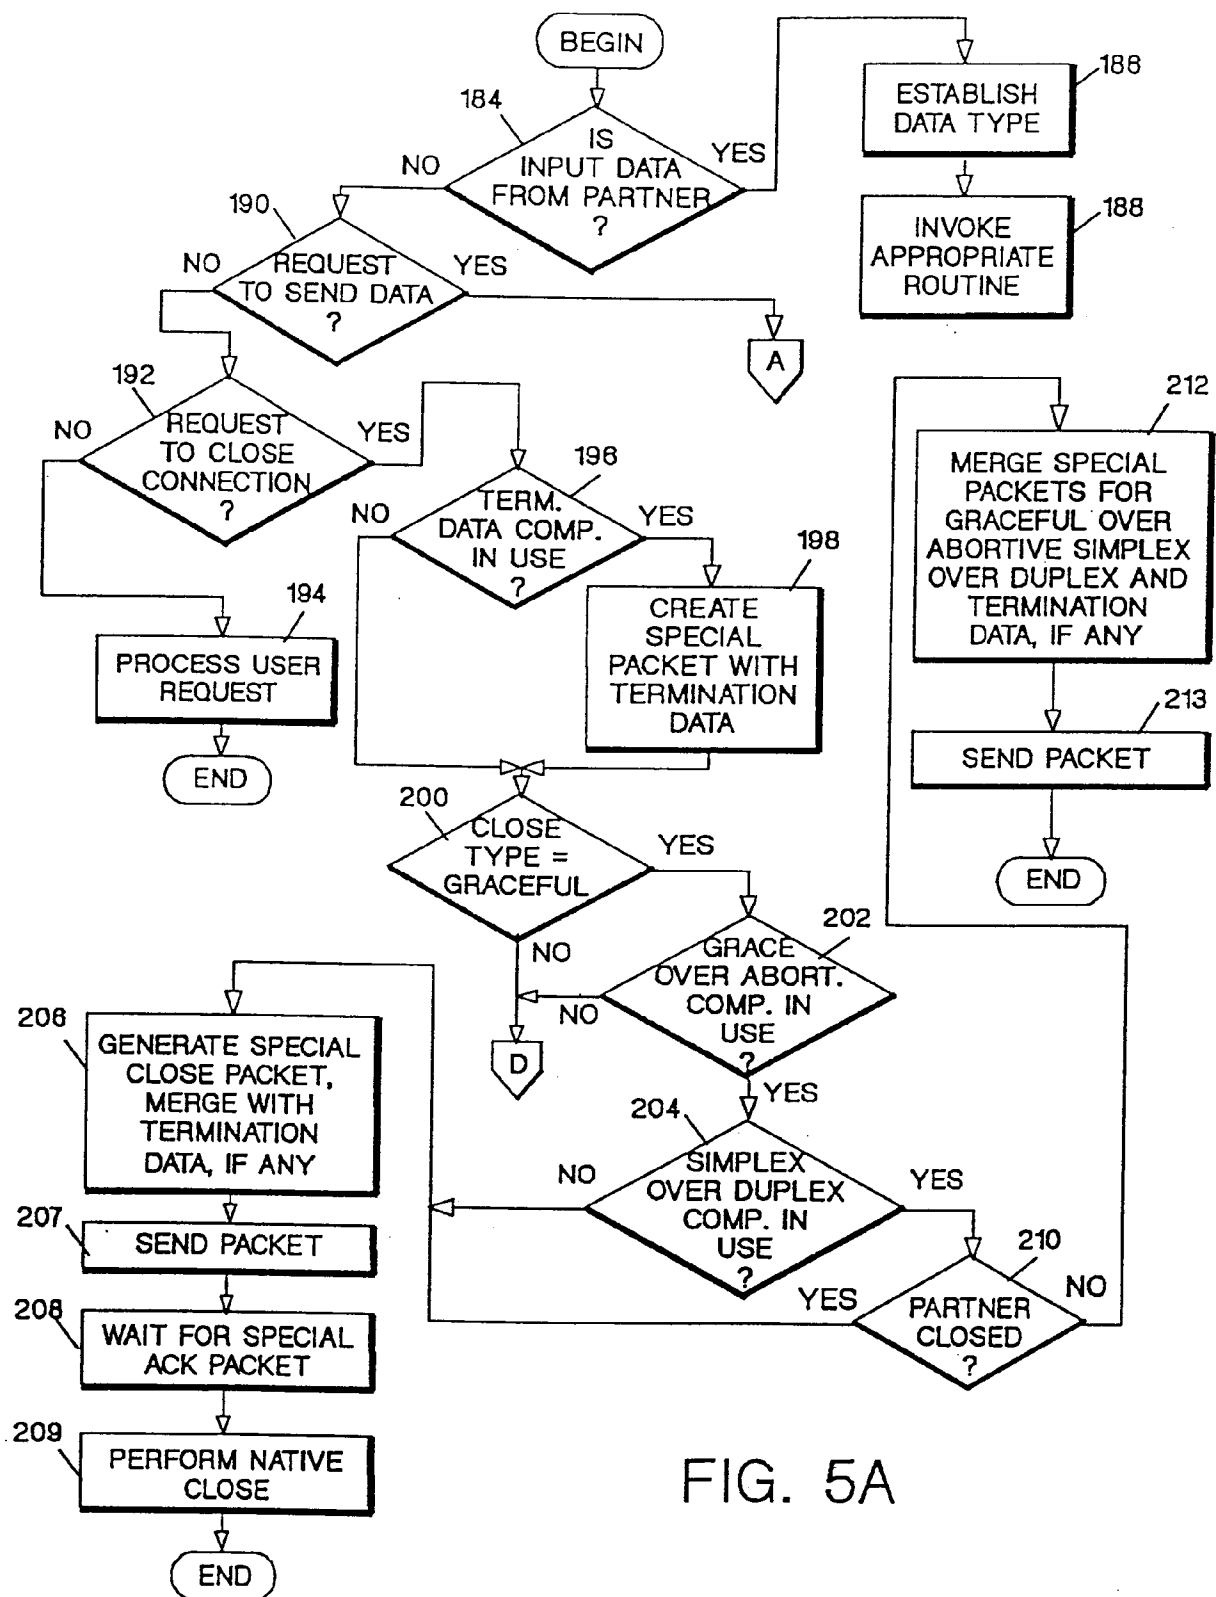 BEGIN
184
IS
INPUT DATA
FROM PARTNER
?
NO
YES
188
ESTABLISH
DATA TYPE
188
INVOKE
APPROPRIATE
ROUTINE
190
REQUEST
TO SEND DATA
?
NO
YES
A
192
REQUEST
TO CLOSE
CONNECTION
?
NO
YES
194
PROCESS USER
REQUEST
END
196
TERM.
DATA COMP.
IN USE
?
NO
YES
198
CREATE
SPECIAL
PACKET WITH
TERMINATION
DATA
200
CLOSE
TYPE =
GRACEFUL
YES
NO
202
GRACE
OVER ABORT.
COMP. IN
USE
?
NO
YES
D
204
SIMPLEX
OVER DUPLEX
COMP. IN
USE
?
NO
YES
210
PARTNER
CLOSED
?
YES
NO
206
GENERATE SPECIAL
CLOSE PACKET,
MERGE WITH
TERMINATION
DATA, IF ANY
207
SEND PACKET
208
WAIT FOR SPECIAL
ACK PACKET
209
PERFORM NATIVE
CLOSE
END
212
MERGE SPECIAL
PACKETS FOR
GRACEFUL OVER
ABORTIVE SIMPLEX
OVER DUPLEX AND
TERMINATION
DATA, IF ANY
213
SEND PACKET
END
FIG. 5A